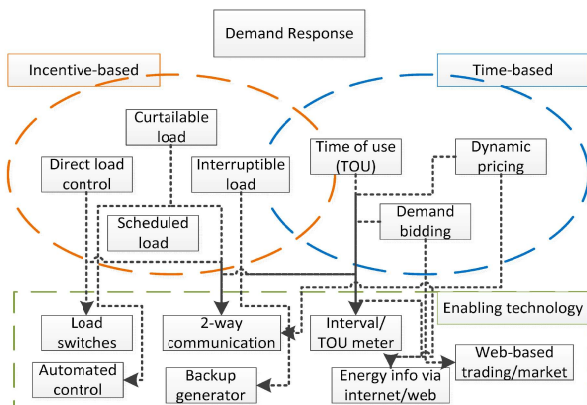 Demand Response
Incentive-based
Time-based
Curtailable
load
Direct load
control
Interruptible
load
Time of use
(TOU)
Dynamic
pricing
Scheduled
load
Demand
bidding
Enabling technology
Load
switches
2-way
communication
Interval/
TOU meter
Automated
control
Backup
generator
Energy info via
internet/web
Web-based
trading/market